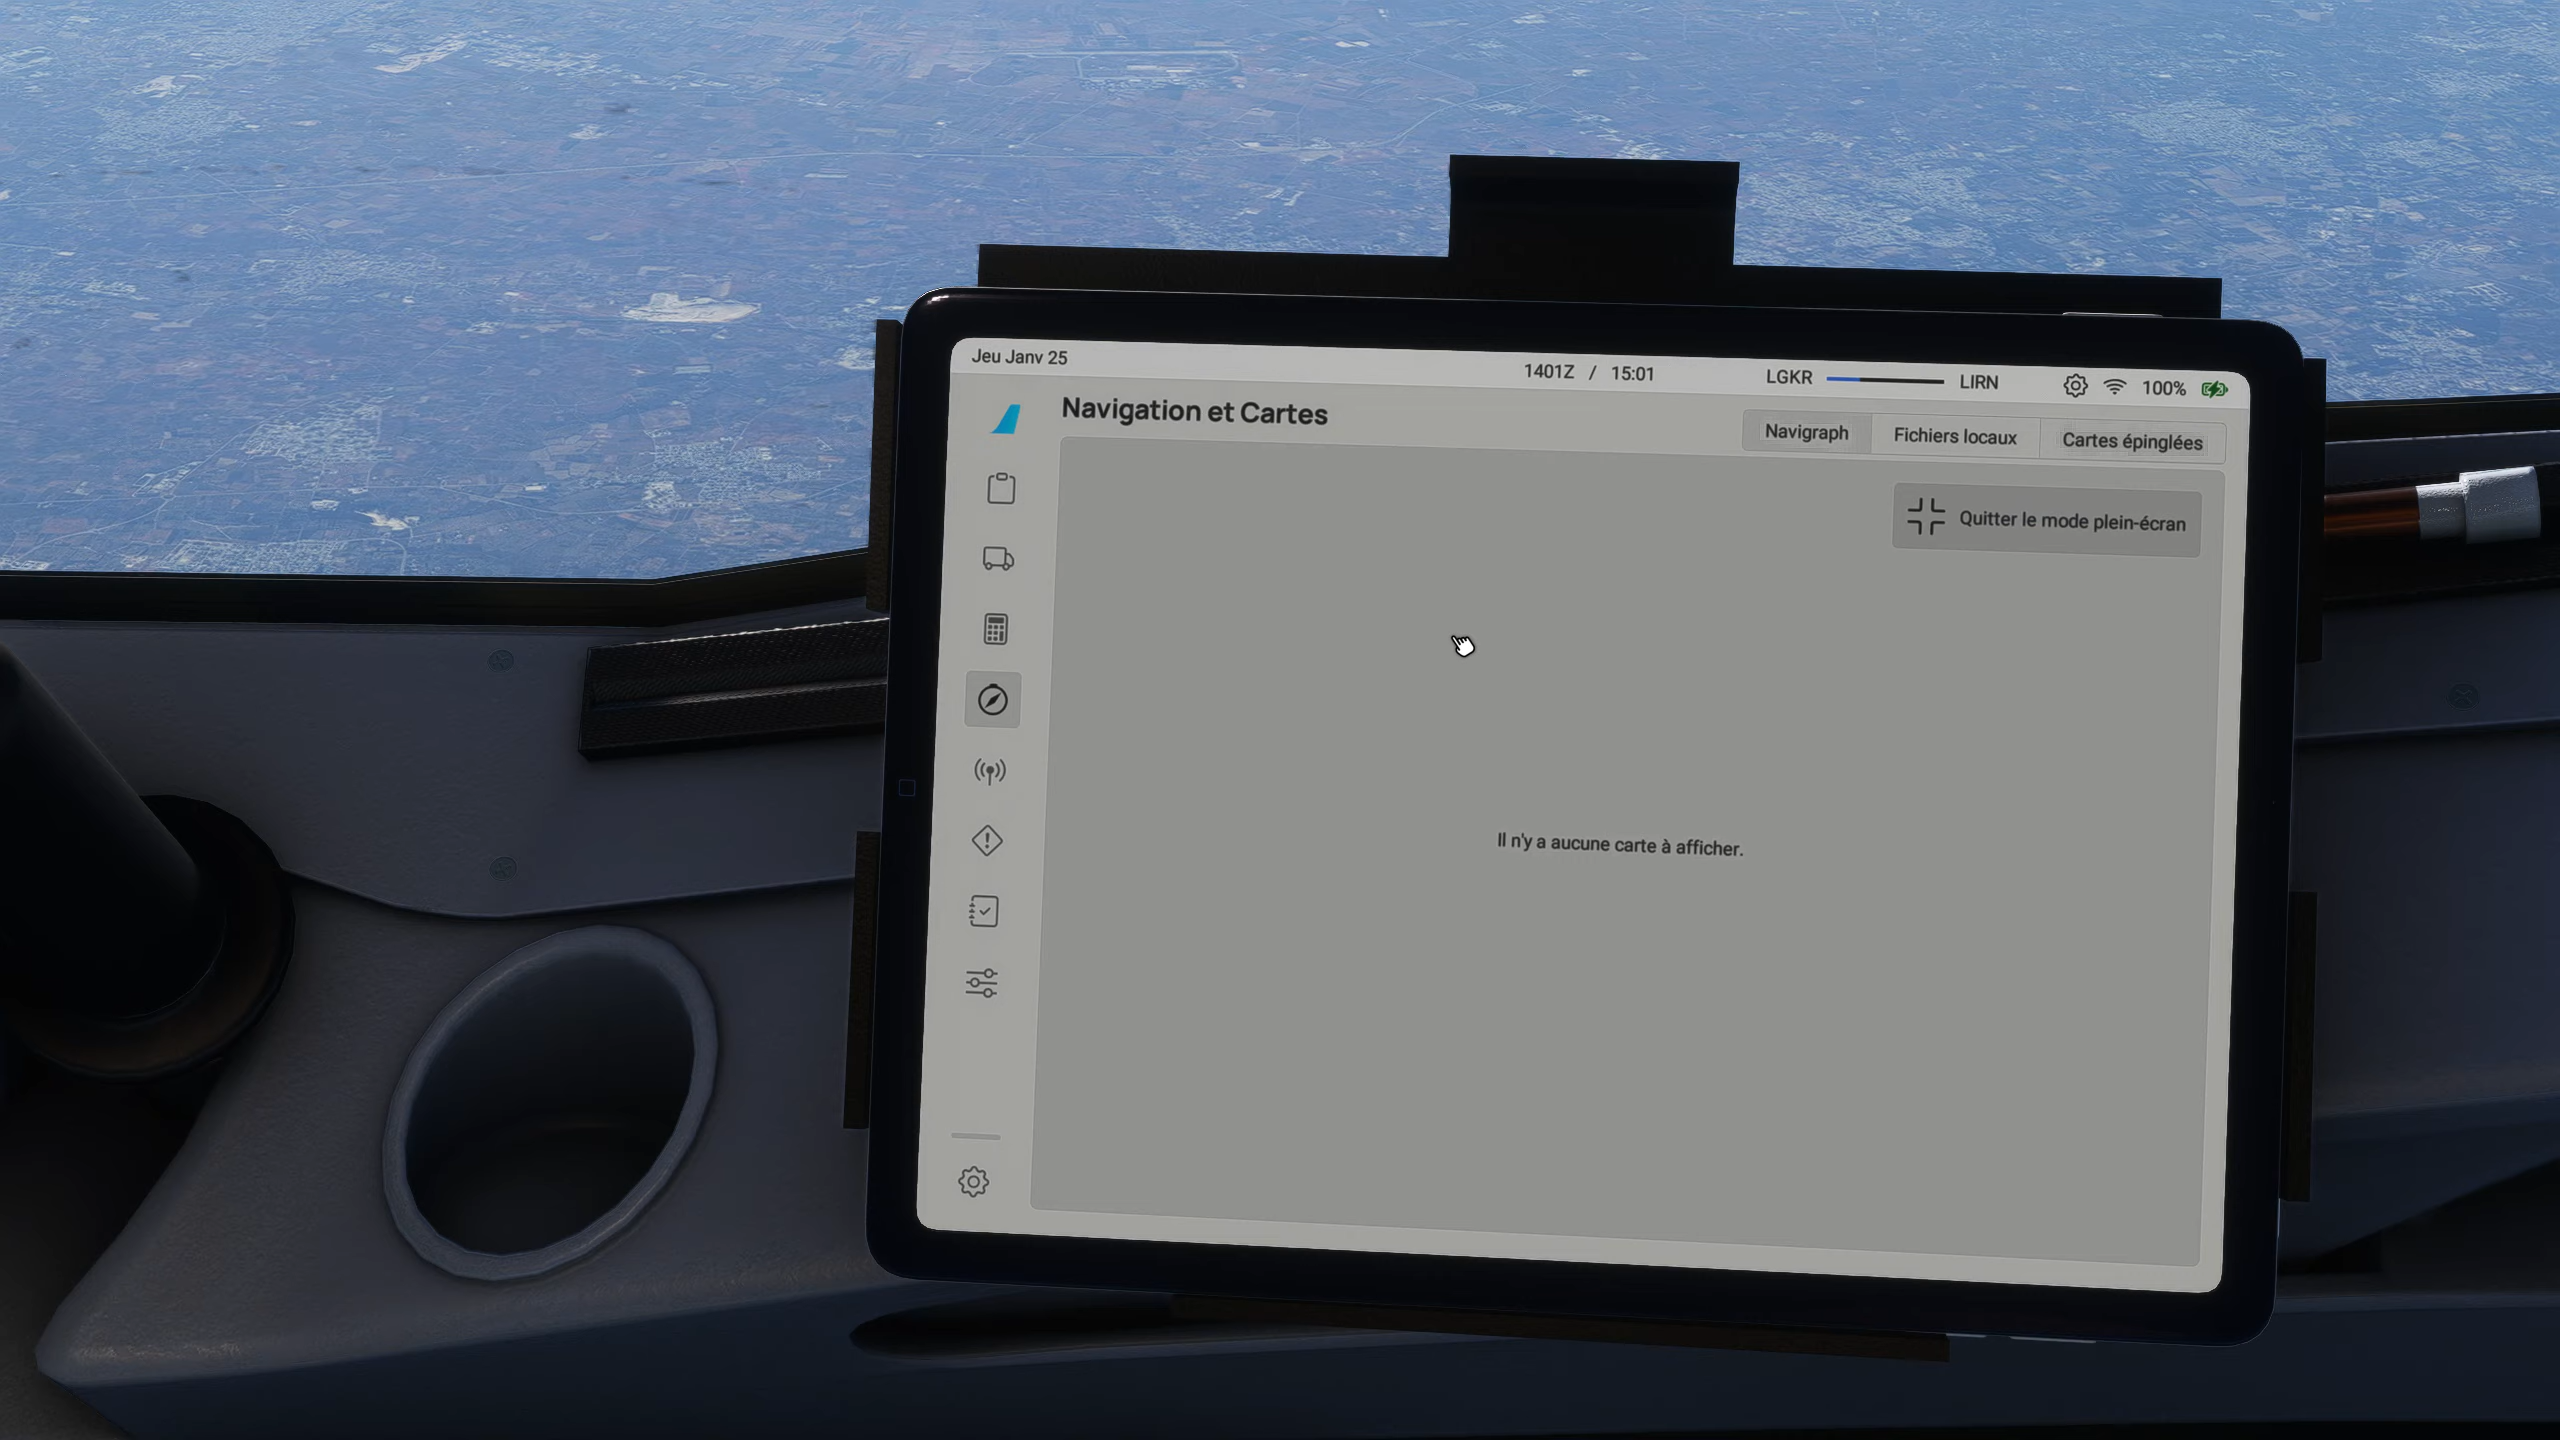 Jeu Janv 25
1401Z / 15:01
LGKR
LIRN
100%
Navigation et Cartes
Navigraph
Fichiers locaux
Cartes épinglées
Quitter le mode plein-écran
Il n'y a aucune carte à afficher.